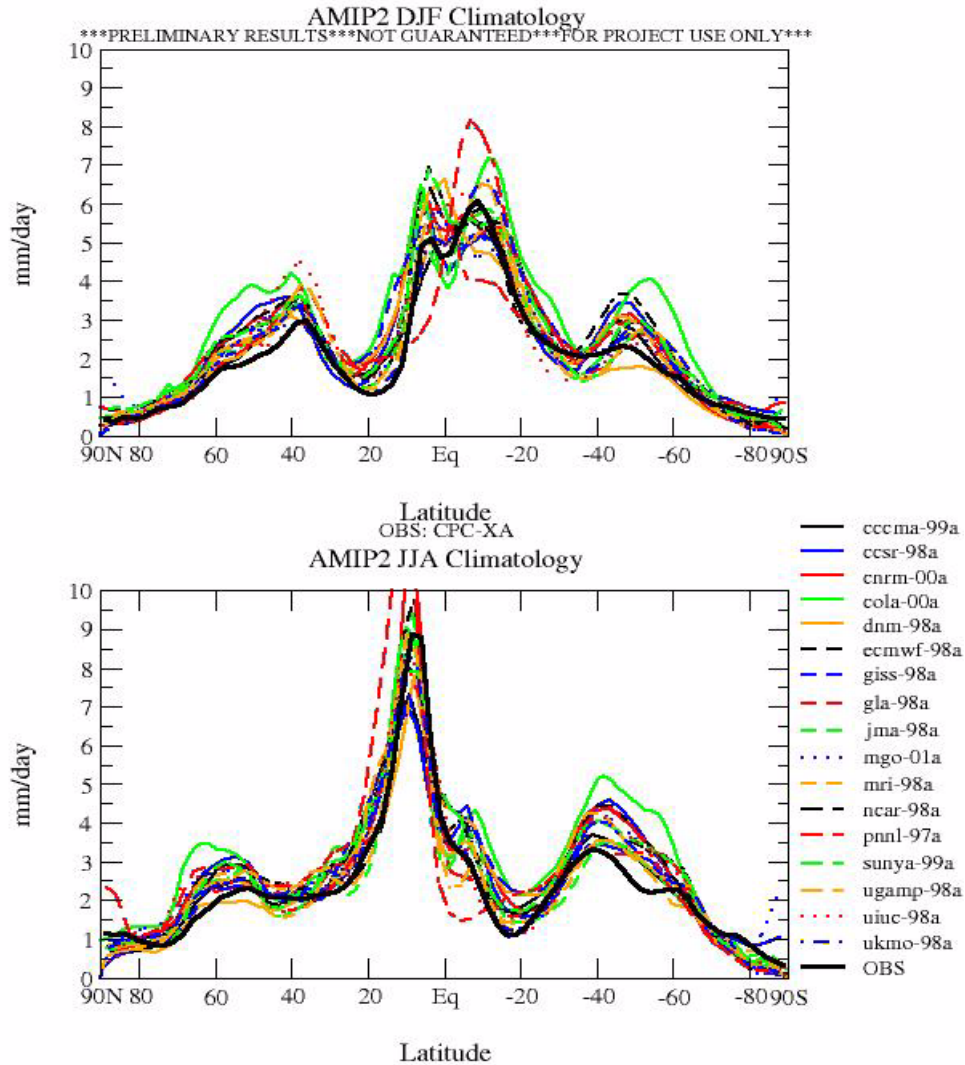 AMIP2 DJF Climatology
***PRELIMINARY RESULTS***NOT GUARANTEED***FOR PROJECT USE ONLY***
10
9
8
7
6
5
4
3
2
1
0
mm/day
90N 80 60 40 20 Eq -20 -40 -60 -80 90S
Latitude
OBS: CPC-XA
AMIP2 JJA Climatology
10
9
8
7
6
5
4
3
2
1
0
mm/day
90N 80 60 40 20 Eq -20 -40 -60 -80 90S
Latitude
cccma-99a
ccsr-98a
cnrm-00a
cola-00a
dnm-98a
ecmwf-98a
giss-98a
gla-98a
jma-98a
mgo-01a
mri-98a
ncar-98a
pnnl-97a
sunya-99a
ugamp-98a
uiuc-98a
ukmo-98a
OBS